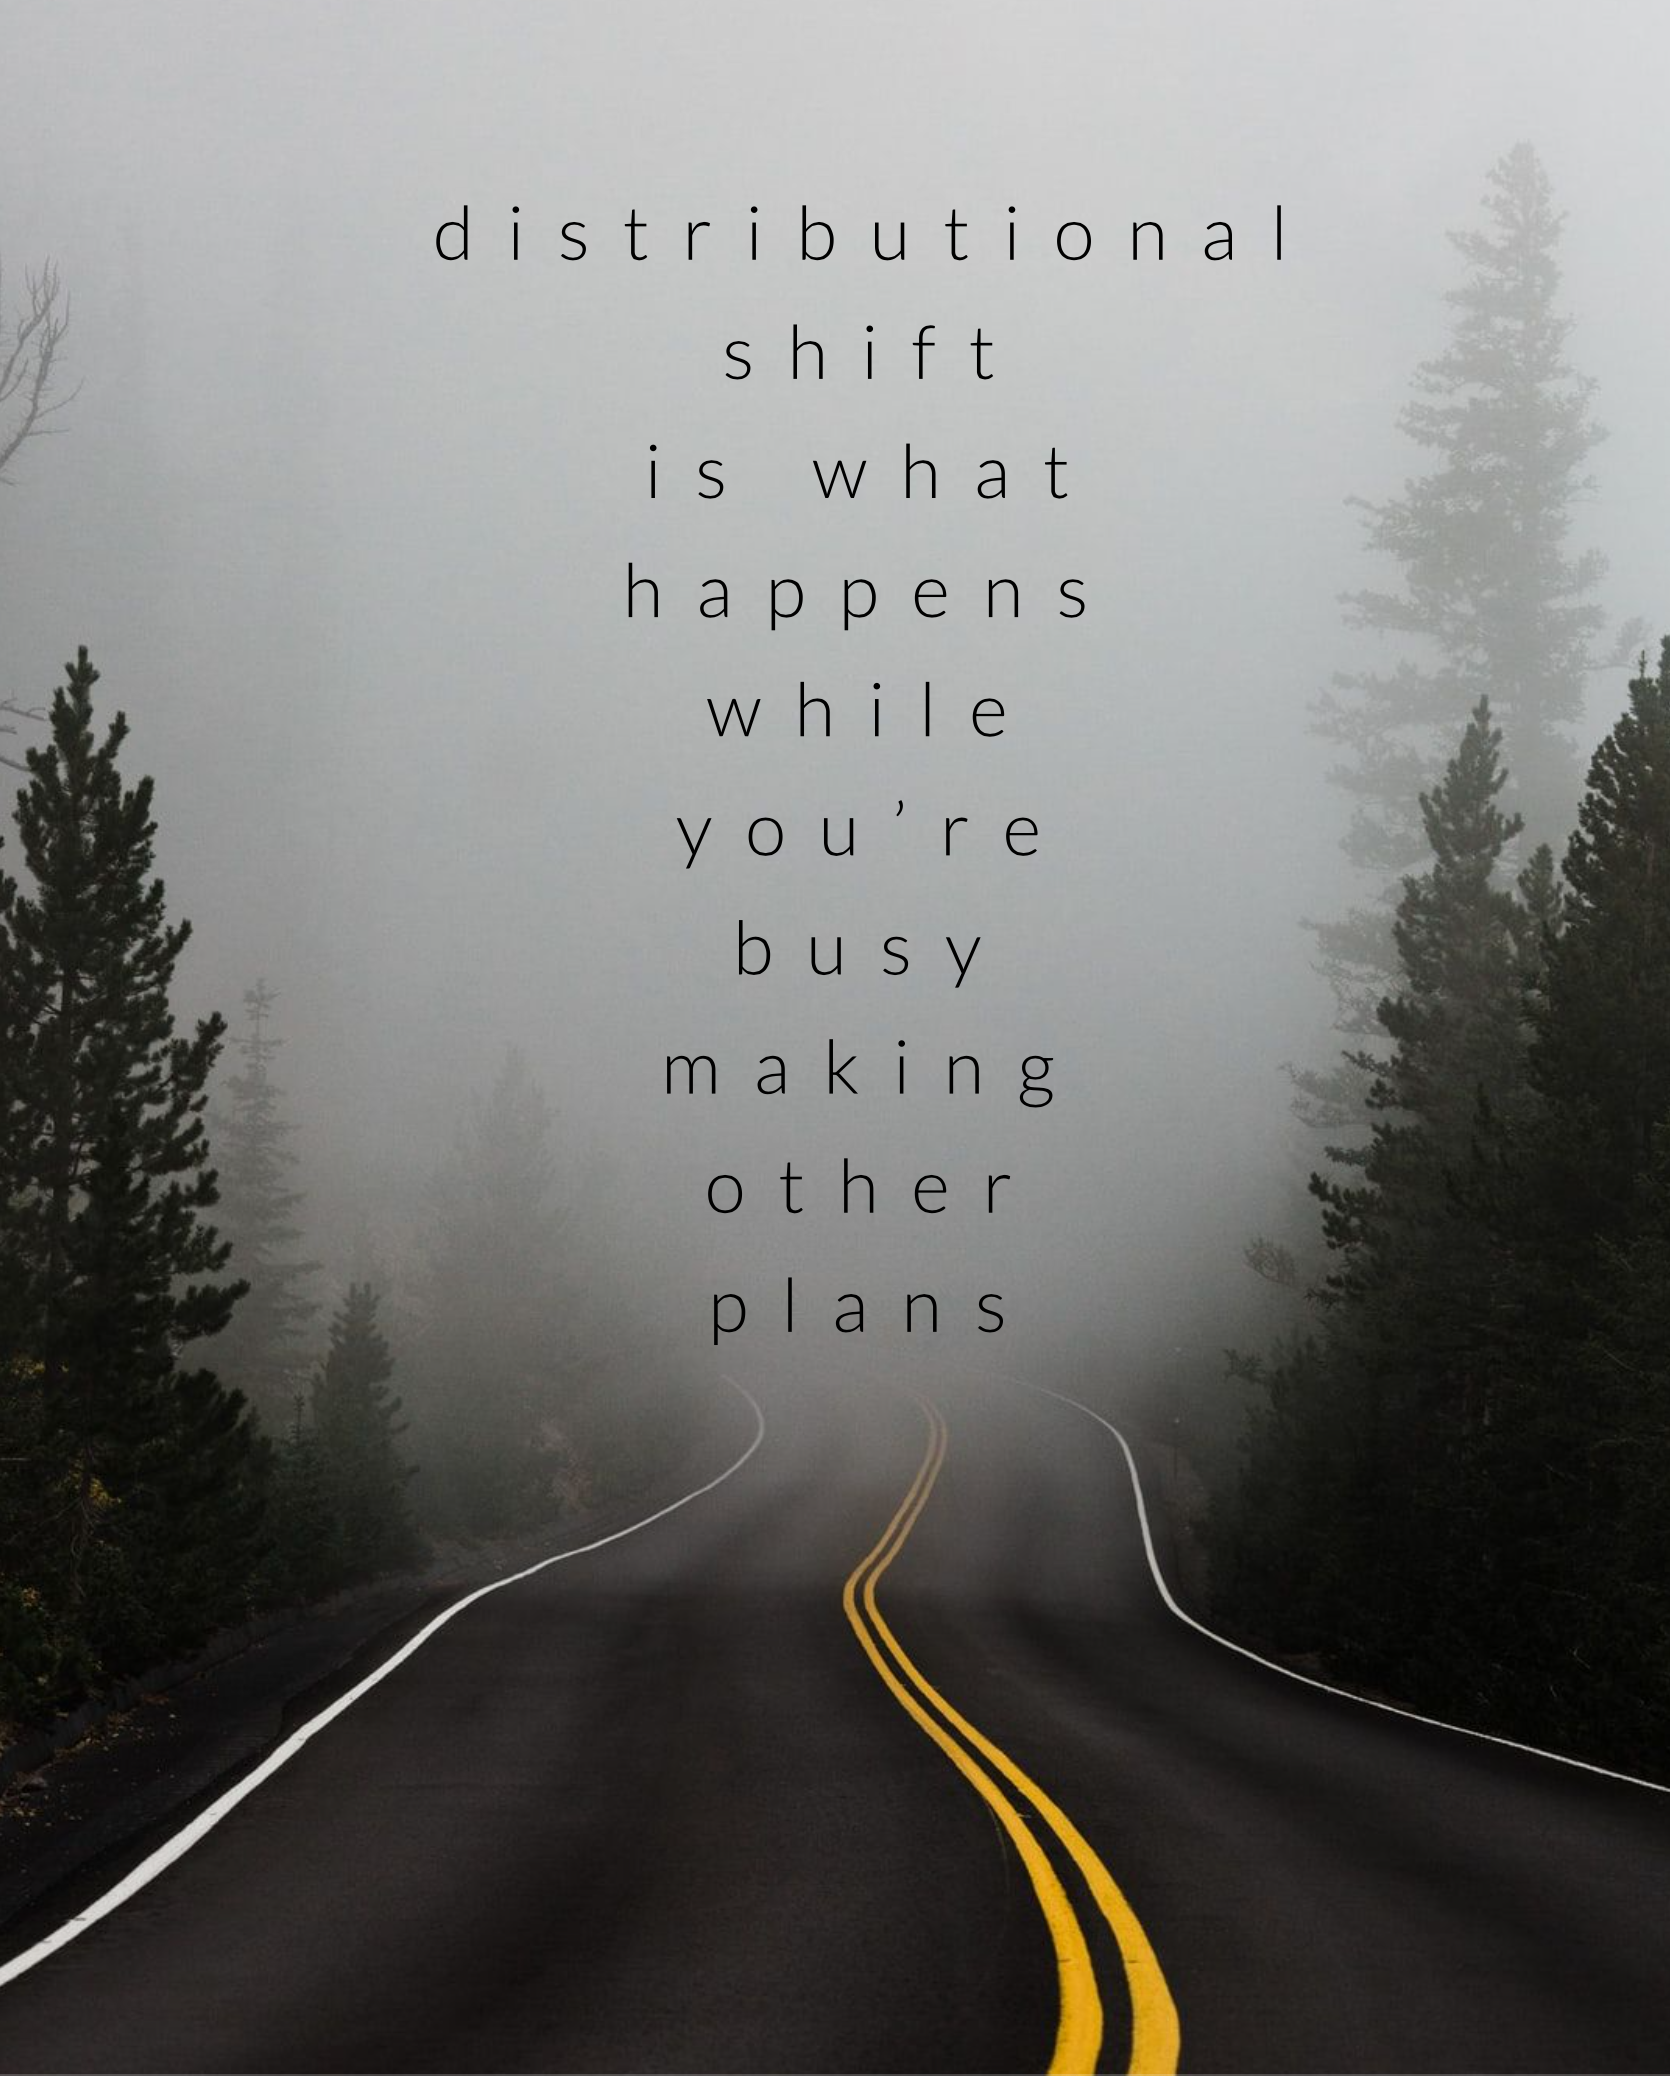 distributional
shift
is what
happens
while
you’re
busy
making
other
plans